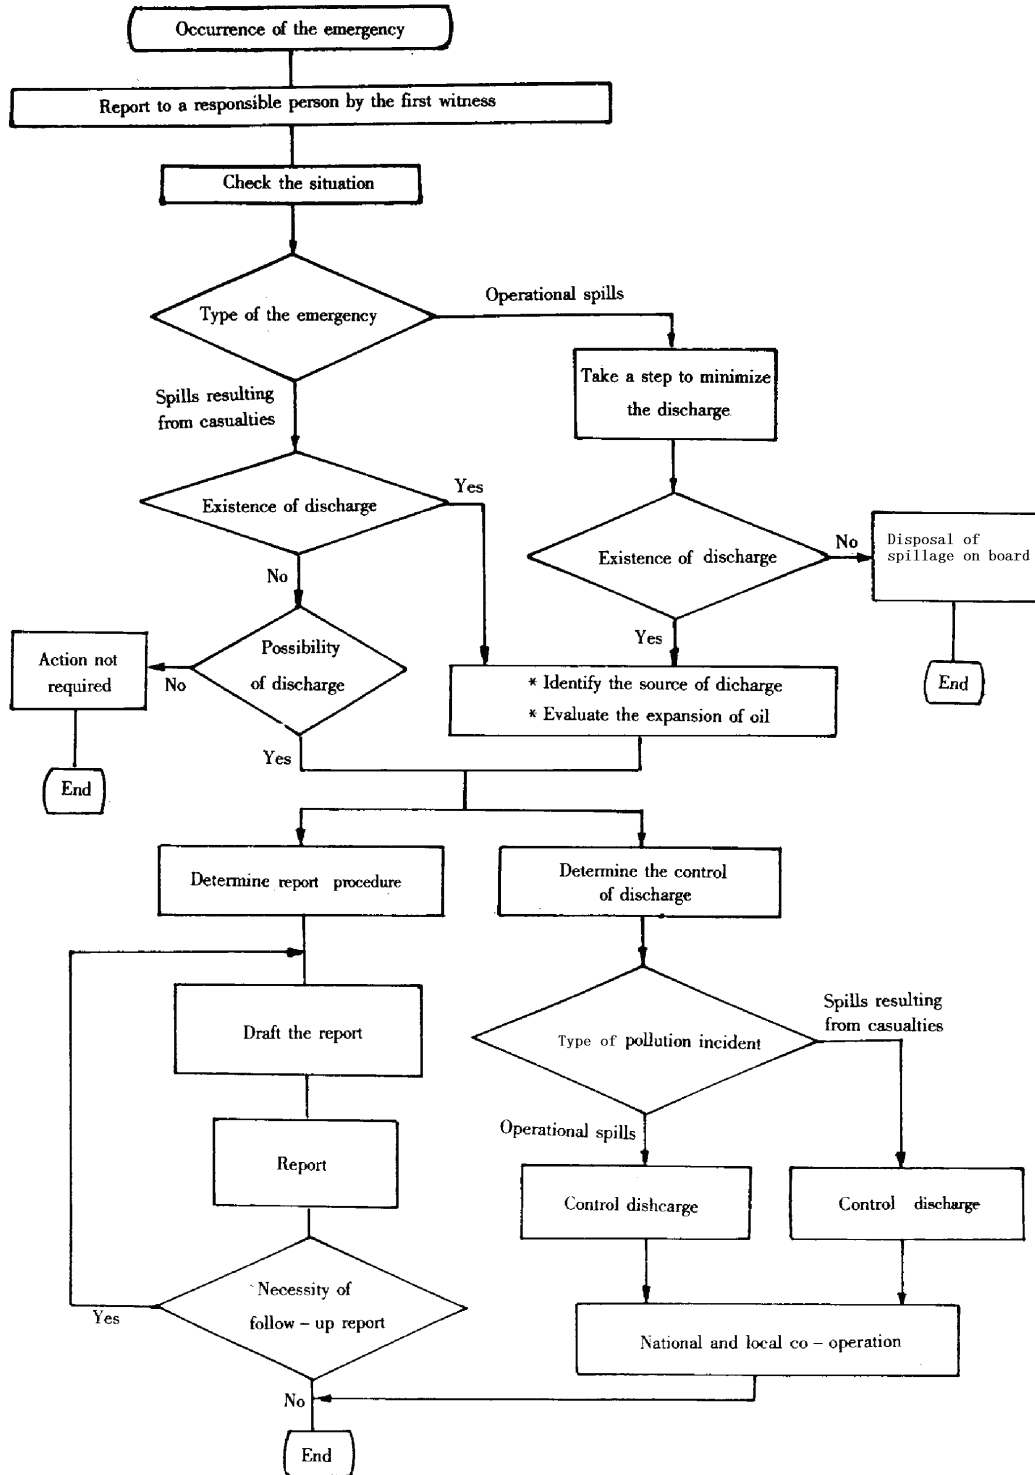 Occurrence of the emergency
Report to a responsible person by the first witness
Check the situation
Type of the emergency
Operational spills
Take a step to minimize
the discharge
Spills resulting
from casualties
Existence of discharge
Yes
No
Existence of discharge
No
Disposal of
spillage on board
Yes
End
Possibility
of discharge
No
Action not
required
End
* Identify the source of dicharge
* Evaluate the expansion of oil
Yes
Determine report procedure
Determine the control
of discharge
Draft the report
Type of pollution incident
Spills resulting
from casualties
Operational spills
Report
Control dishcarge
Control discharge
Necessity of
follow – up report
Yes
National and local co – operation
No
End